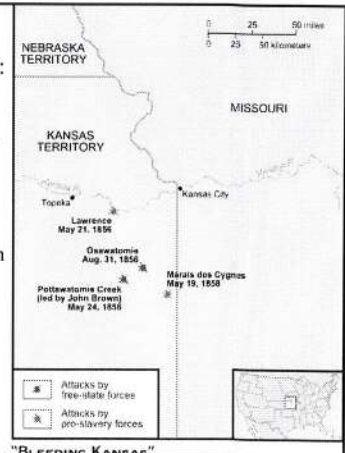 0 25 50 miles
0 25 50 kilometers
NEBRASKA
TERRITORY
:
MISSOURI
KANSAS
TERRITORY
Kansas City
Topeka
Lawrence
May 21, 1856
n
Osawatomie
Aug. 31, 1856
Marais des Cygnes
May 19, 1858
Pottawatomie Creek
(led by John Brown)
May 24, 1856
Attacks by
free-state forces
Attacks by
pro-slavery forces
"BLEEDING KANSAS"